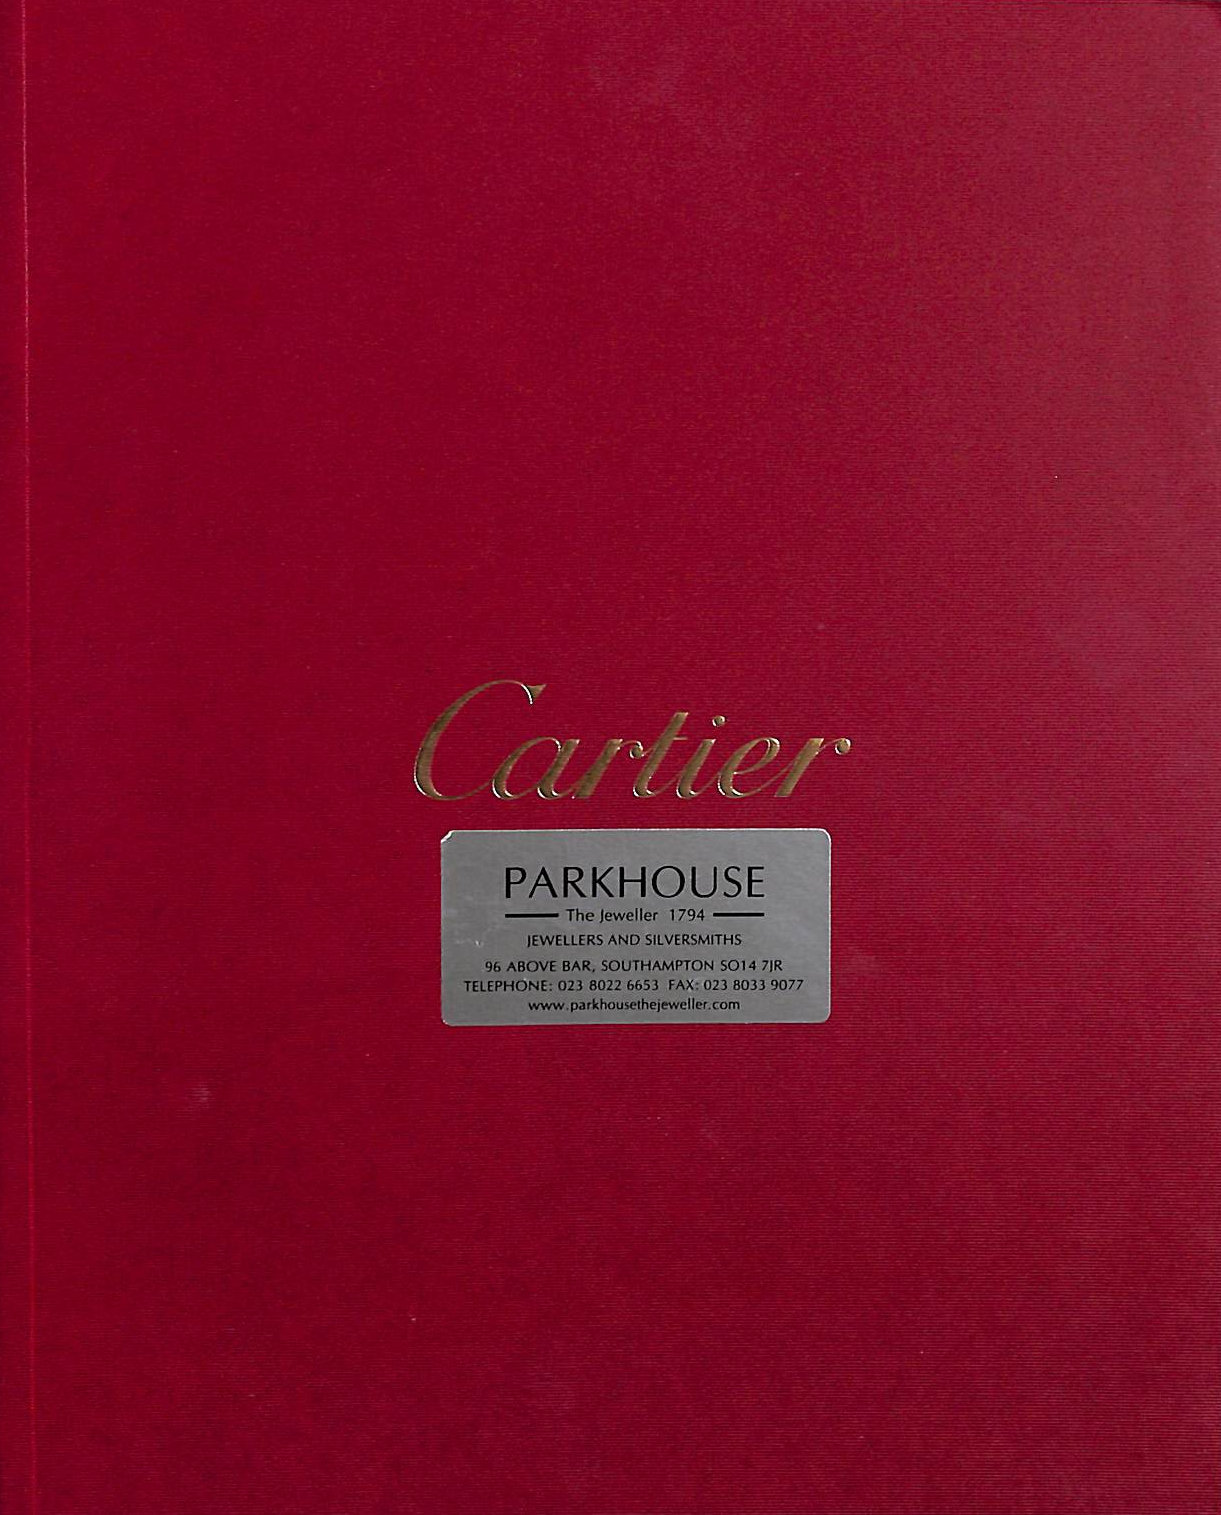 Cartier
PARKHOUSE
The Jeweller 1794
JEWELLERS AND SILVERSMITHS
96 ABOVE BAR, SOUTHAMPTON SO14 7JR
TELEPHONE: 023 8022 6653 FAX: 023 8033 9077
www.parkhousethejeweller.com